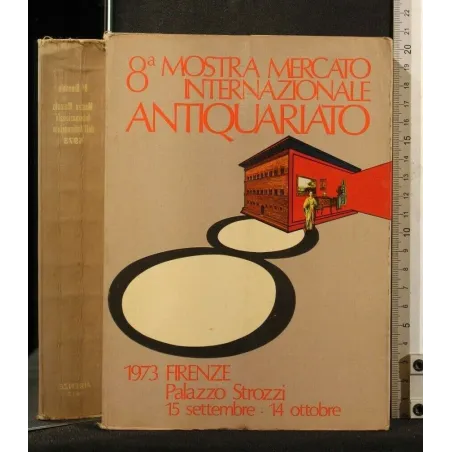 8ª MOSTRA MERCATO
INTERNAZIONALE
ANTIQUARIATO
1973 FIRENZE
Palazzo Strozzi
15 settembre - 14 ottobre